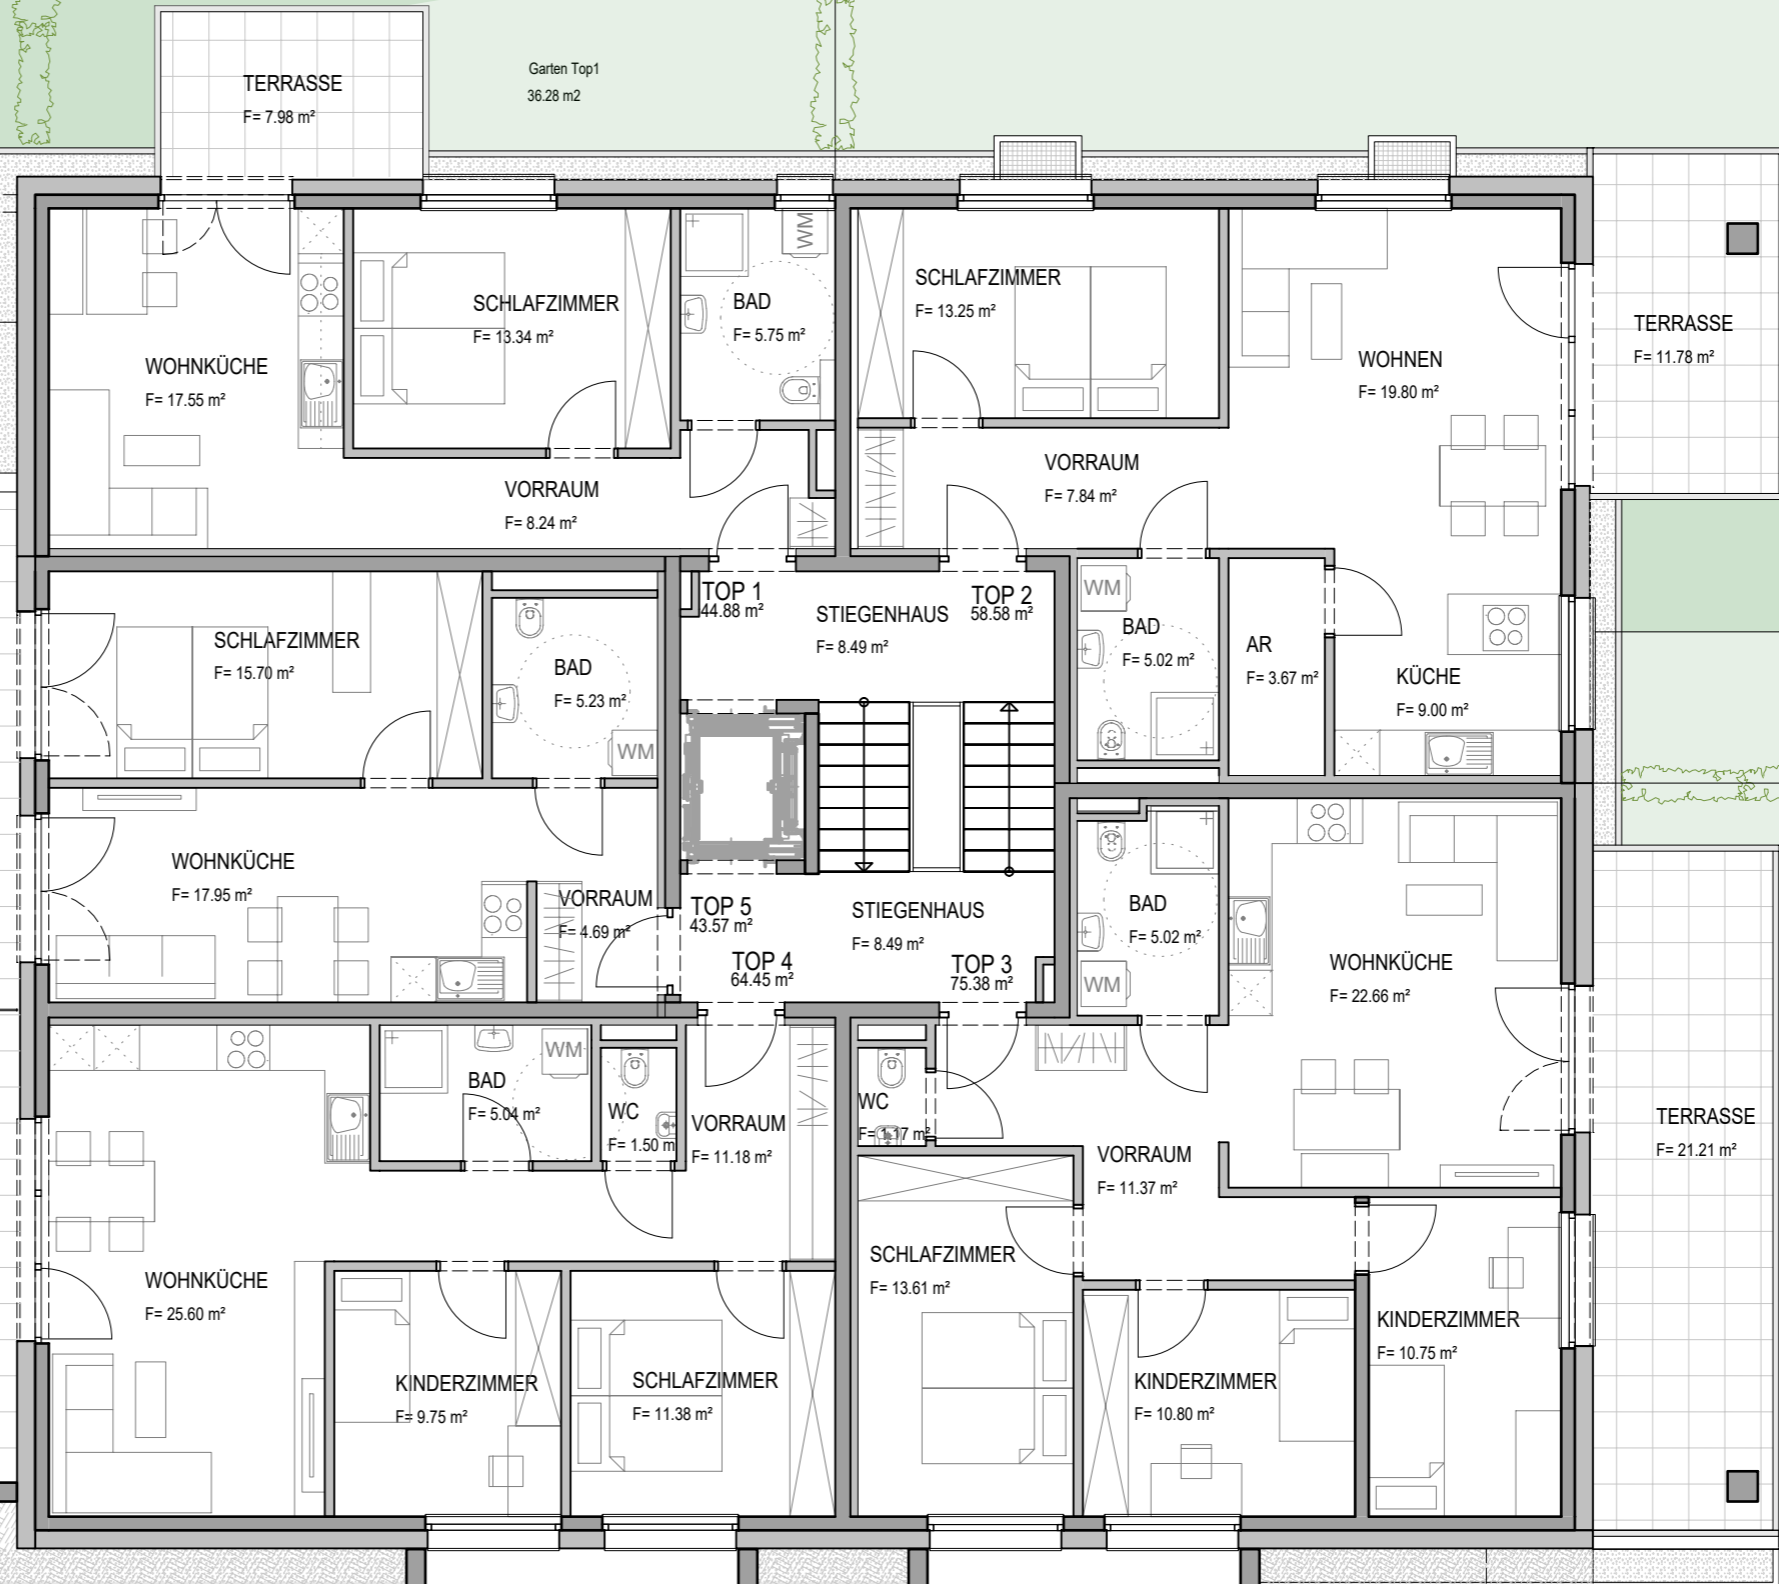 Garten Top1
36.28 m2
TERRASSE
F= 7.98 m²
WOHNKÜCHE
F= 17.55 m²
SCHLAFZIMMER
F= 13.34 m²
WM
BAD
F= 5.75 m²
VORRAUM
F= 8.24 m²
SCHLAFZIMMER
F= 13.25 m²
WOHNEN
F= 19.80 m²
TERRASSE
F= 11.78 m²
VORRAUM
F= 7.84 m²
TOP 1
44.88 m²
STIEGENHAUS
F= 8.49 m²
TOP 2
58.58 m²
WM
BAD
F= 5.02 m²
AR
F= 3.67 m²
KÜCHE
F= 9.00 m²
SCHLAFZIMMER
F= 15.70 m²
BAD
F= 5.23 m²
WM
WOHNKÜCHE
F= 17.95 m²
VORRAUM
F= 4.69 m²
TOP 5
43.57 m²
TOP 4
64.45 m²
STIEGENHAUS
F= 8.49 m²
TOP 3
75.38 m²
BAD
F= 5.02 m²
WM
WOHNKÜCHE
F= 22.66 m²
TERRASSE
F= 21.21 m²
WM
BAD
F= 5.04 m²
WC
F= 1.50 m
VORRAUM
F= 11.18 m²
WC
F= 1.17 m²
VORRAUM
F= 11.37 m²
WOHNKÜCHE
F= 25.60 m²
KINDERZIMMER
F= 9.75 m²
SCHLAFZIMMER
F= 11.38 m²
SCHLAFZIMMER
F= 13.61 m²
KINDERZIMMER
F= 10.80 m²
KINDERZIMMER
F= 10.75 m²